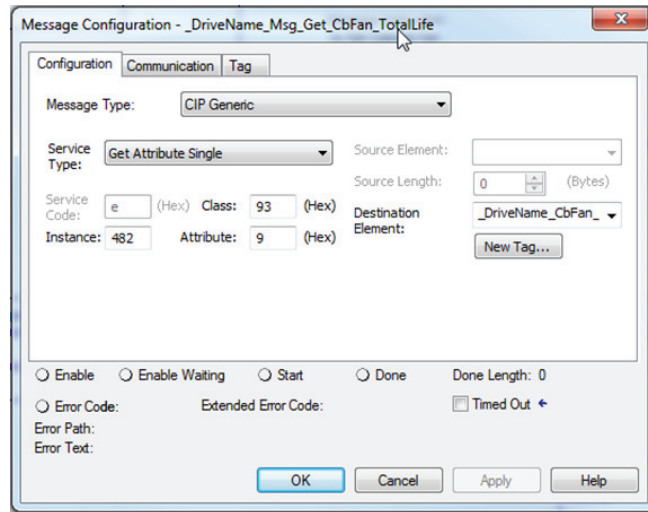 Message Configuration - _DriveName_Msg_Get_CbFan_TotalLife
Configuration Communication Tag
Message Type: CIP Generic
Service Type: Get Attribute Single
Source Element:
Source Length: 0 (Bytes)
Service Code: e (Hex) Class: 93 (Hex)
Destination Element: _DriveName_CbFan_
Instance: 482 Attribute: 9 (Hex)
New Tag...
Enable Enable Waiting Start Done Done Length: 0
Error Code: Extended Error Code: Timed Out
Error Path:
Error Text:
OK Cancel Apply Help